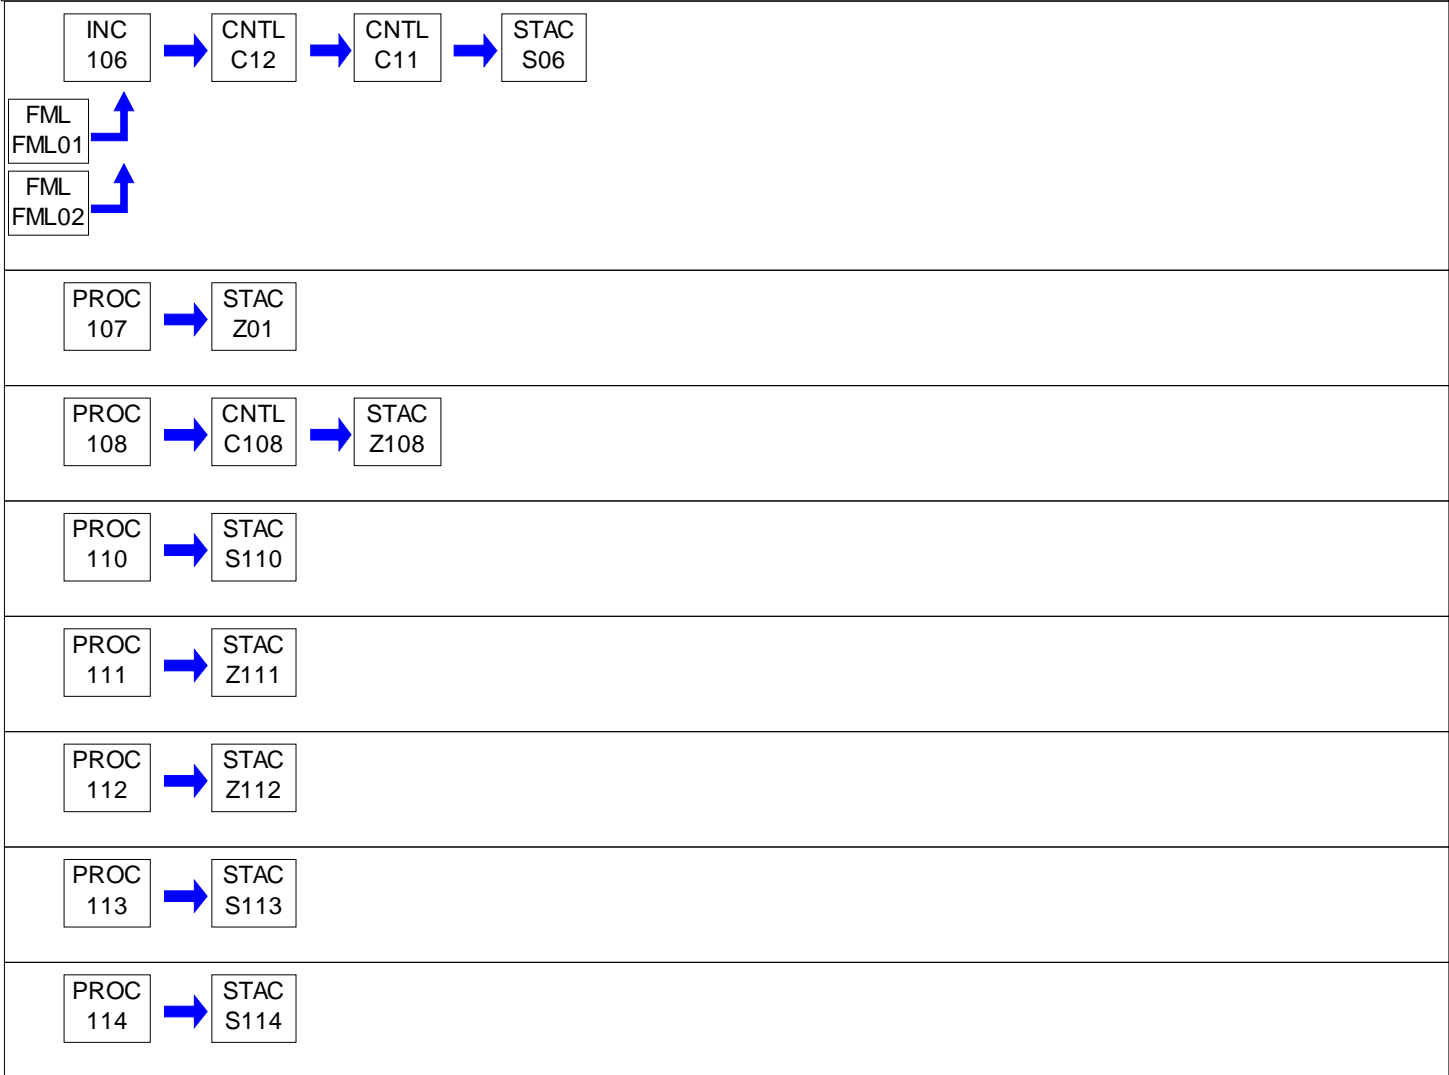 INC
106
CNTL
C12
CNTL
C11
STAC
S06
FML
FML01
FML
FML02
PROC
107
STAC
Z01
PROC
108
CNTL
C108
STAC
Z108
PROC
110
STAC
S110
PROC
111
STAC
Z111
PROC
112
STAC
Z112
PROC
113
STAC
S113
PROC
114
STAC
S114